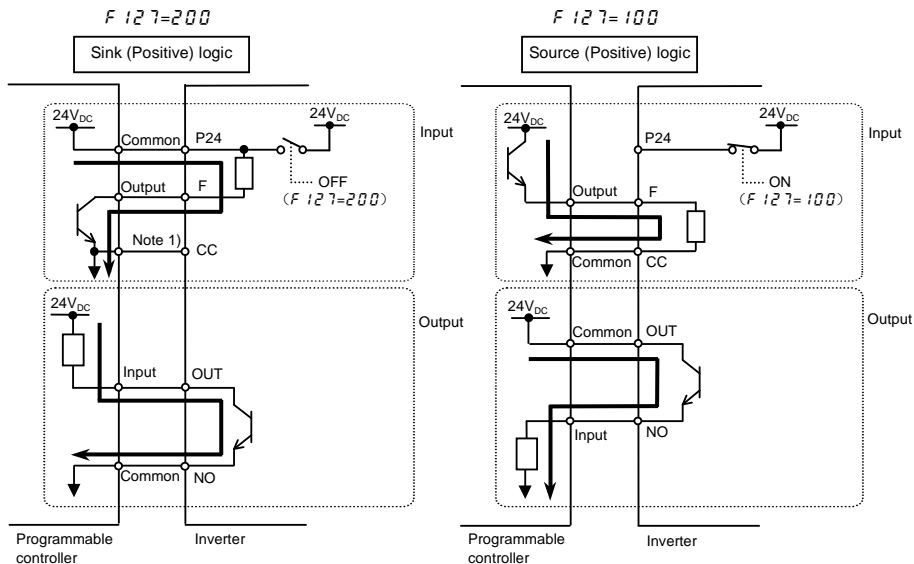 F127=200
Sink (Positive) logic
24VDC
24VDC
Common
P24
Input
Output
F
OFF
(F127=200)
Note 1)
CC
24VDC
Output
Input
OUT
Common
NO
Programmable
controller
Inverter
F127=100
Source (Positive) logic
24VDC
24VDC
P24
Input
ON
(F127=100)
Output
F
Common
CC
24VDC
Common
OUT
Output
Input
NO
Programmable
controller
Inverter